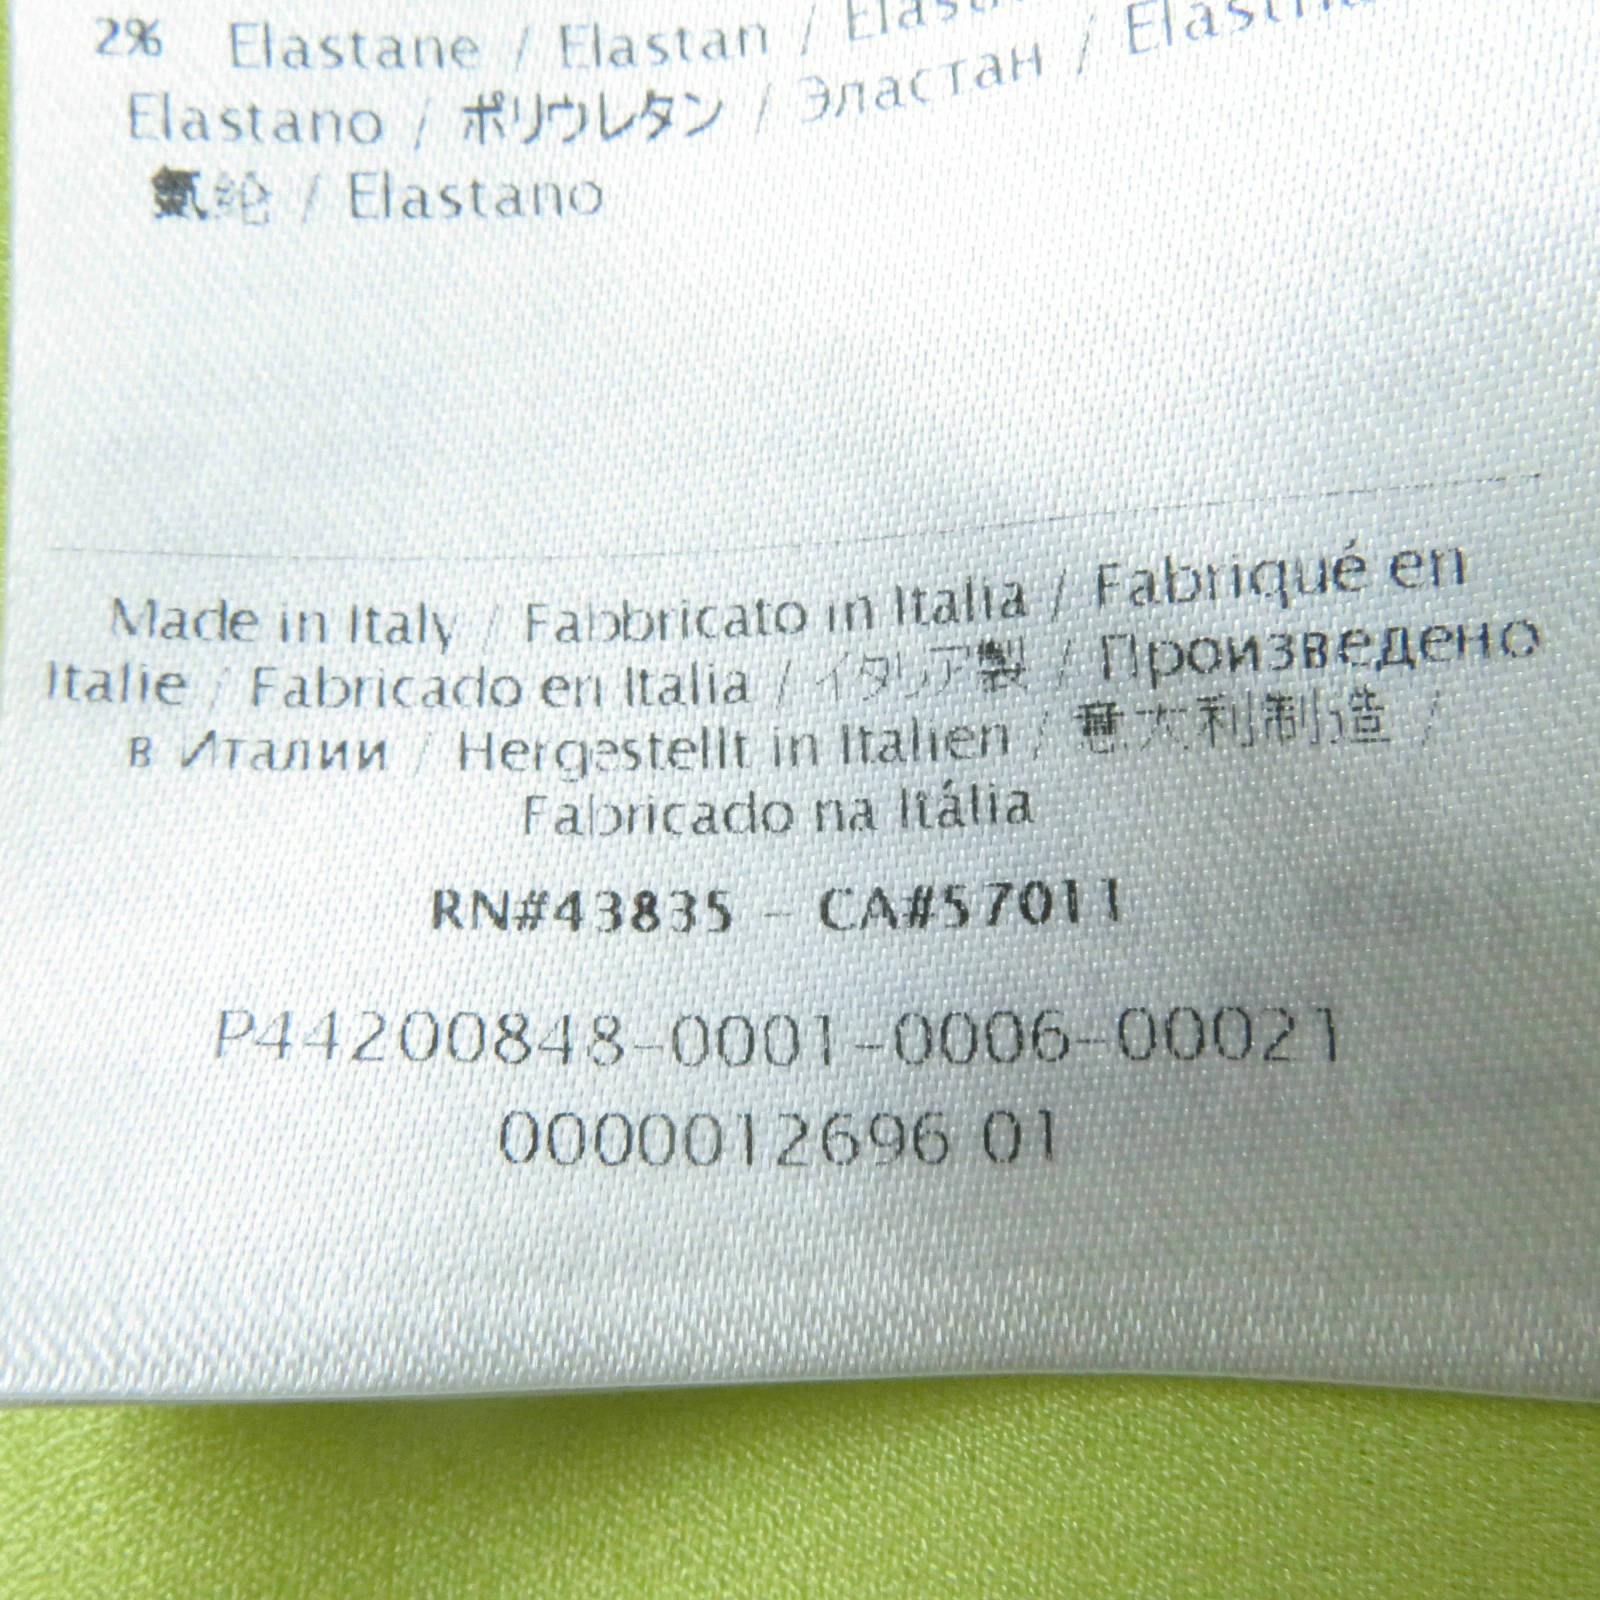 2% Elastane / Elastan /
Elastano / ポリウレタン / Эластан /
氨纶 / Elastano
Made in Italy / Fabbricato in Italia / Fabriqué en
Italie / Fabricado en Italia / イタリア製 / Произведено
в Италии / Hergestellt in Italien / 意大利制造 /
Fabricado na Itália
RN#43835 – CA#57011
P44200848-0001-0006-00021
0000012696 01